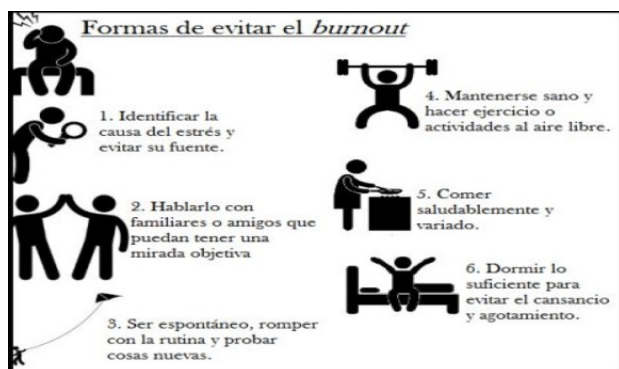 Formas de evitar el burnout
1. Identificar la
causa del estrés y
evitar su fuente.
2. Hablarlo con
familiares o amigos que
puedan tener una
mirada objetiva
3. Ser espontáneo, romper
con la rutina y probar
cosas nuevas.
4. Mantenerse sano y
hacer ejercicio o
actividades al aire libre.
5. Comer
saludablemente y
variado.
6. Dormir lo
suficiente para
evitar el cansancio
y agotamiento.